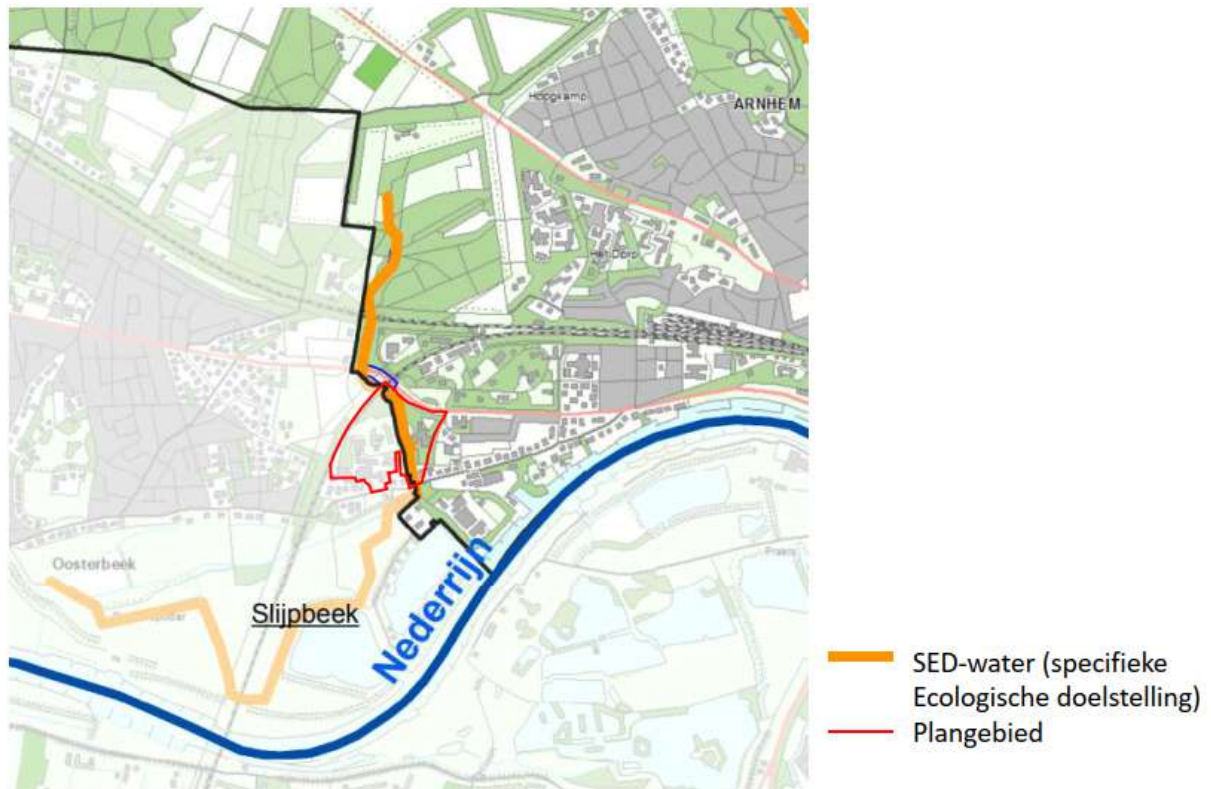 ARNHEM
Hoogkamp
Het Dorp
Oosterbeek
Slijpbeek
Nederrijn
SED-water (specifieke
Ecologische doelstelling)
Plangebied